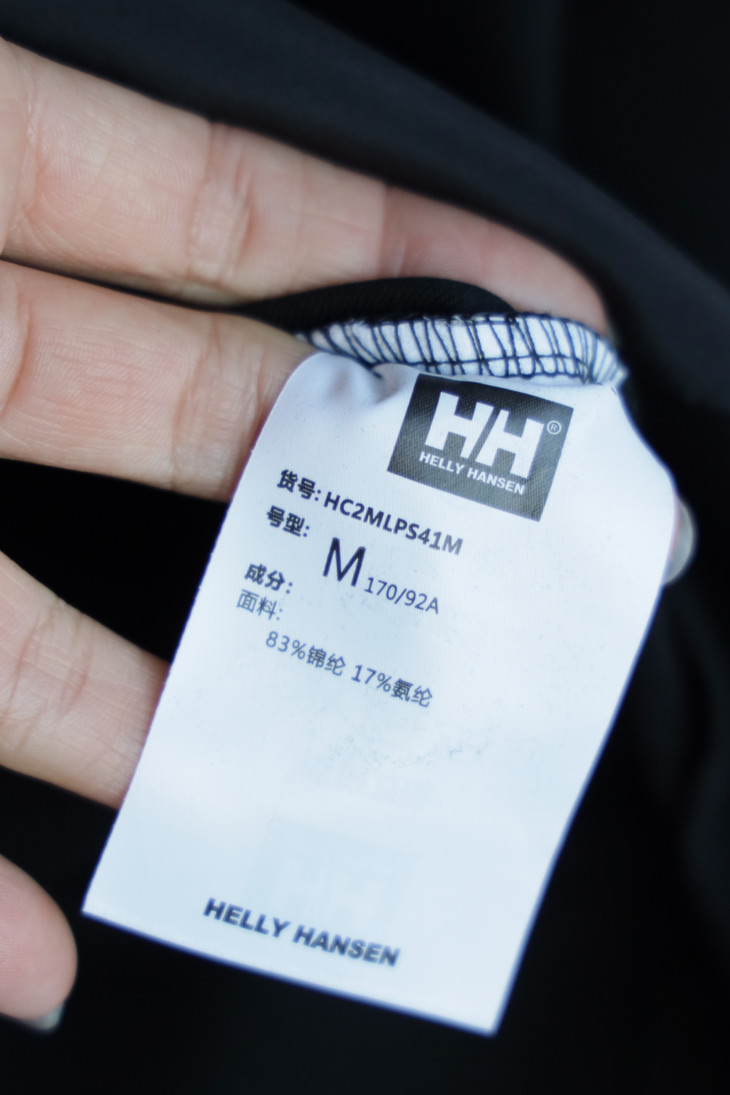 HH®
HELLY HANSEN
货号: HC2MLPS41M
号型: M 170/92A
成分:
面料:
83%锦纶 17%氨纶
HELLY HANSEN